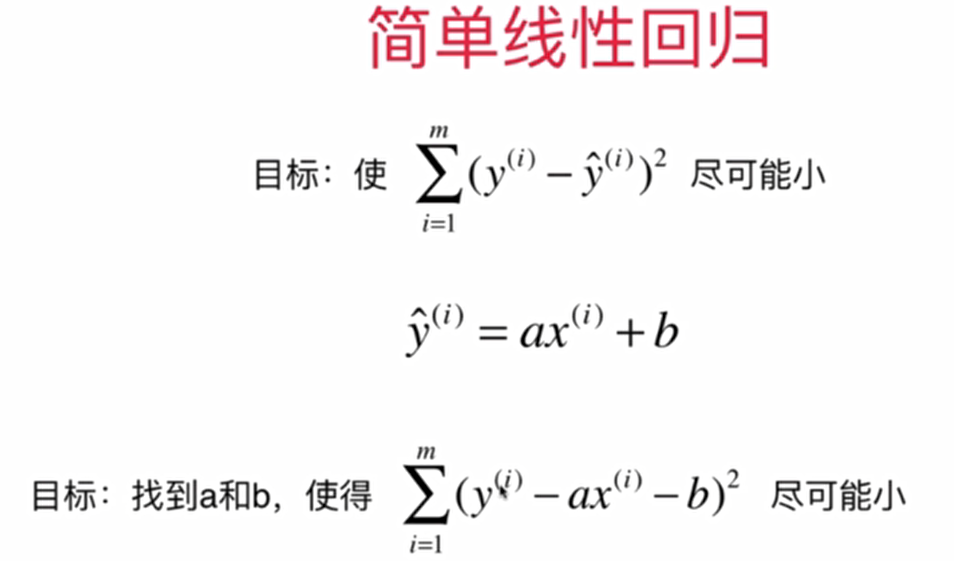 简单线性回归
目标：使 $\sum_{i=1}^{m}(y^{(i)} - \hat{y}^{(i)})^2$ 尽可能小
$\hat{y}^{(i)} = ax^{(i)} + b$
目标：找到a和b，使得 $\sum_{i=1}^{m}(y^{(i)} - ax^{(i)} - b)^2$ 尽可能小